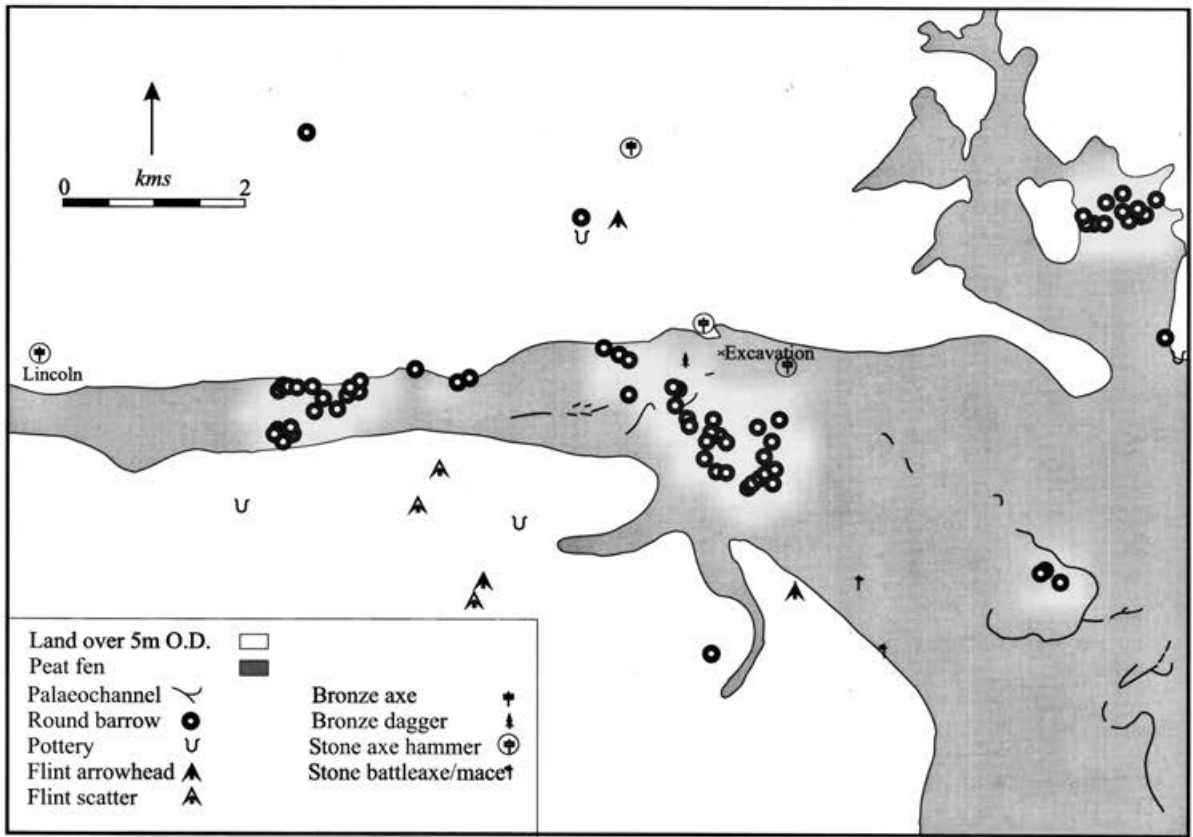 kms
0 2
Lincoln
×Excavation
Land over 5m O.D.
Peat fen
Palaeochannel
Round barrow
Pottery
Flint arrowhead
Flint scatter
Bronze axe
Bronze dagger
Stone axe hammer
Stone battleaxe/mace